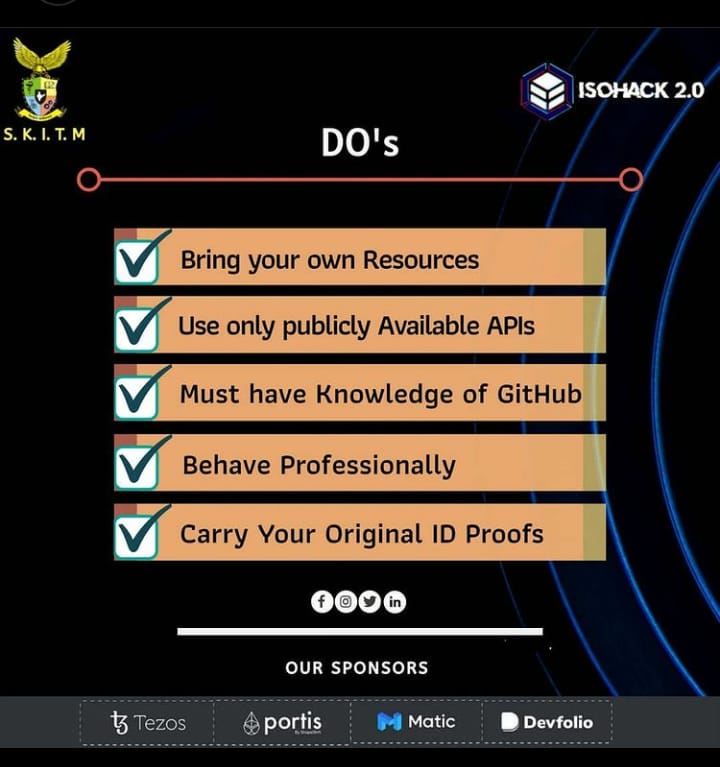 S. K. I. T. M
ISOHACK 2.0
DO's
Bring your own Resources
Use only publicly Available APIs
Must have Knowledge of GitHub
Behave Professionally
Carry Your Original ID Proofs
OUR SPONSORS
Tezos
portis
Matic
Devfolio